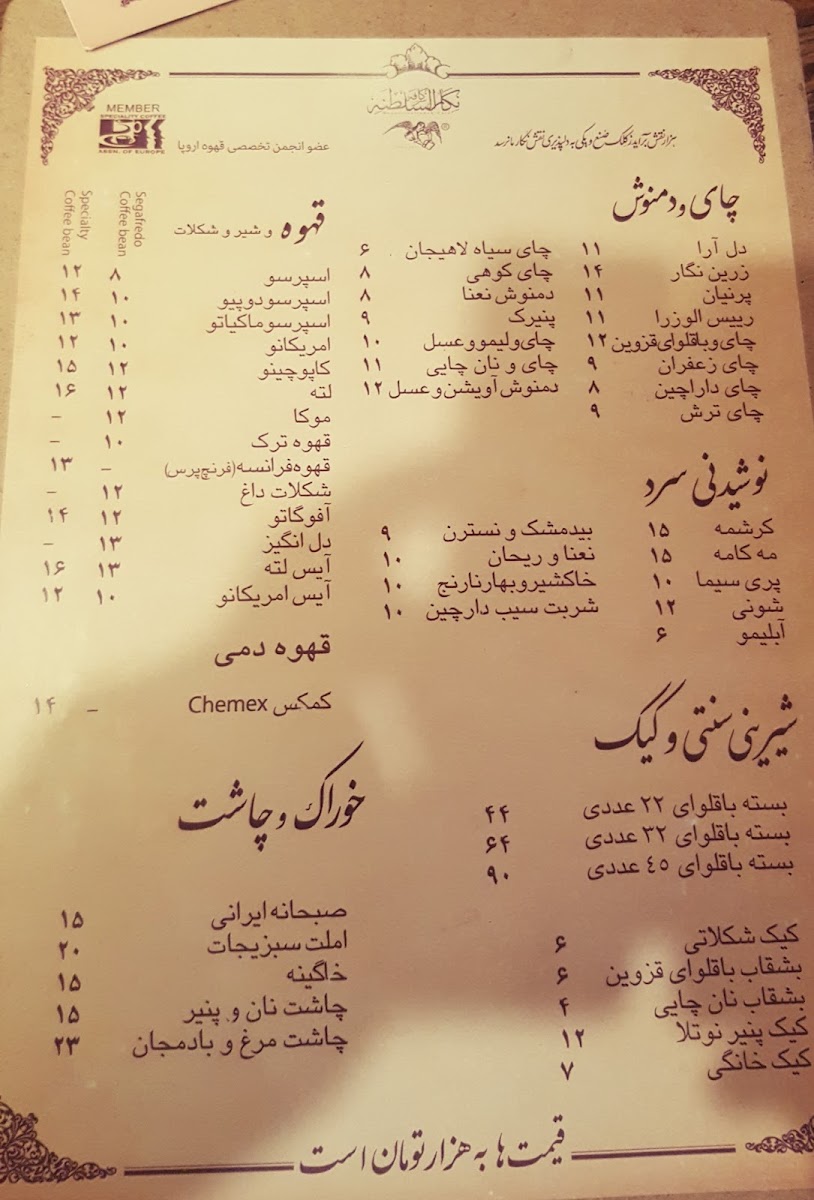 MEMBER
SPECIALITY COFFEE
ASSN. OF EUROPE
عضو انجمن تخصصی قهوه اروپا
نگارالسلطنه
هزار نقش برآید ز کلک صنع و یکی به دلپذیری نقش نگار ما نرسد
چای و دمنوش
دل آرا ۱۱
زرین نگار ۱۴
پرنیان ۱۱
رییس الوزرا ۱۱
چای و باقلوای قزوین ۱۲
چای زعفران ۹
چای داراچین ۸
چای ترش ۹
چای سیاه لاهیجان ۶
چای کوهی ۸
دمنوش نعنا ۸
پنیرک ۹
چای و لیمو و عسل ۱۰
چای و نان چایی ۱۱
دمنوش آویشن و عسل ۱۲
نوشیدنی سرد
کرشمه ۱۵
مه کامه ۱۵
پری سیما ۱۰
شونی ۱۲
آبلیمو ۶
بیدمشک و نسترن ۹
نعنا و ریحان ۱۰
خاکشیر و بهارنارنج ۱۰
شربت سیب دارچین ۱۰
شیرینی سنتی و کیک
بسته باقلوای ۲۲ عددی ۴۴
بسته باقلوای ۳۲ عددی ۶۴
بسته باقلوای ۴۵ عددی ۹۰
کیک شکلاتی ۶
بشقاب باقلوای قزوین ۶
بشقاب نان چایی ۴
کیک پنیر نوتلا ۱۲
کیک خانگی ۷
قهوه و شیر و شکلات
Segafredo
Coffee bean
Specialty
Coffee bean
اسپرسو ۸ ۱۲
اسپرسو دوپیو ۱۰ ۱۴
اسپرسو ماکیاتو ۱۰ ۱۳
امریکانو ۱۰ ۱۲
کاپوچینو ۱۲ ۱۵
لته ۱۲ ۱۶
موکا ۱۲ –
قهوه ترک ۱۰ –
قهوه فرانسه (فرنچ پرس) – ۱۳
شکلات داغ ۱۲ –
آفوگاتو ۱۲ ۱۴
دل انگیز ۱۳ –
آیس لته ۱۳ ۱۶
آیس امریکانو ۱۰ ۱۲
قهوه دمی
کمکس Chemex – ۱۴
خوراک و چاشت
صبحانه ایرانی ۱۵
املت سبزیجات ۲۰
خاگینه ۱۵
چاشت نان و پنیر ۱۵
چاشت مرغ و بادمجان ۲۳
قیمت ها به هزار تومان است